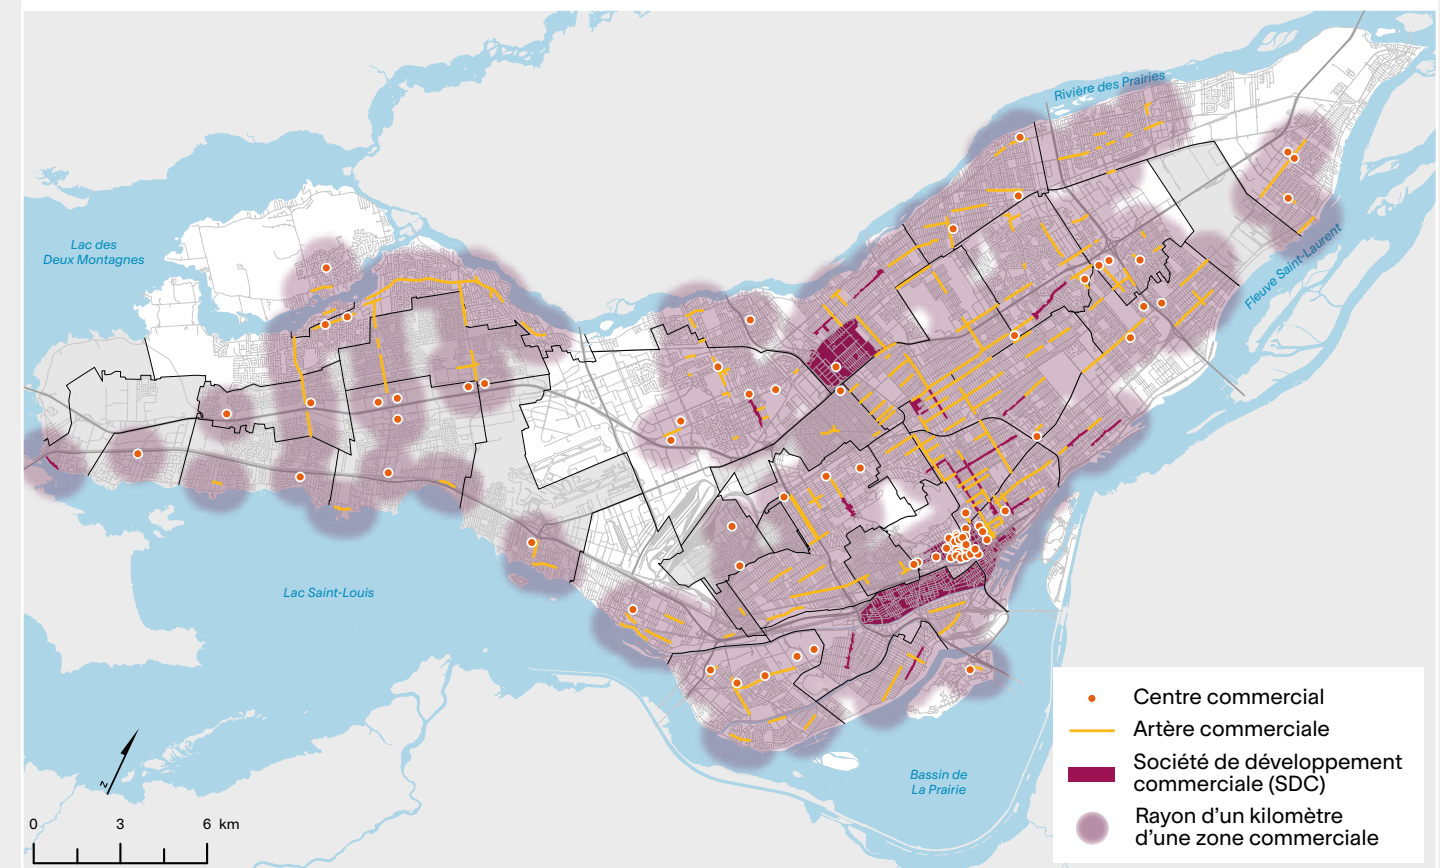 Rivière des Prairies
Lac des
Deux Montagnes
Fleuve Saint-Laurent
Lac Saint-Louis
Bassin de
La Prairie
N
0 3 6 km
Centre commercial
Artère commerciale
Société de développement
commerciale (SDC)
Rayon d'un kilomètre
d'une zone commerciale